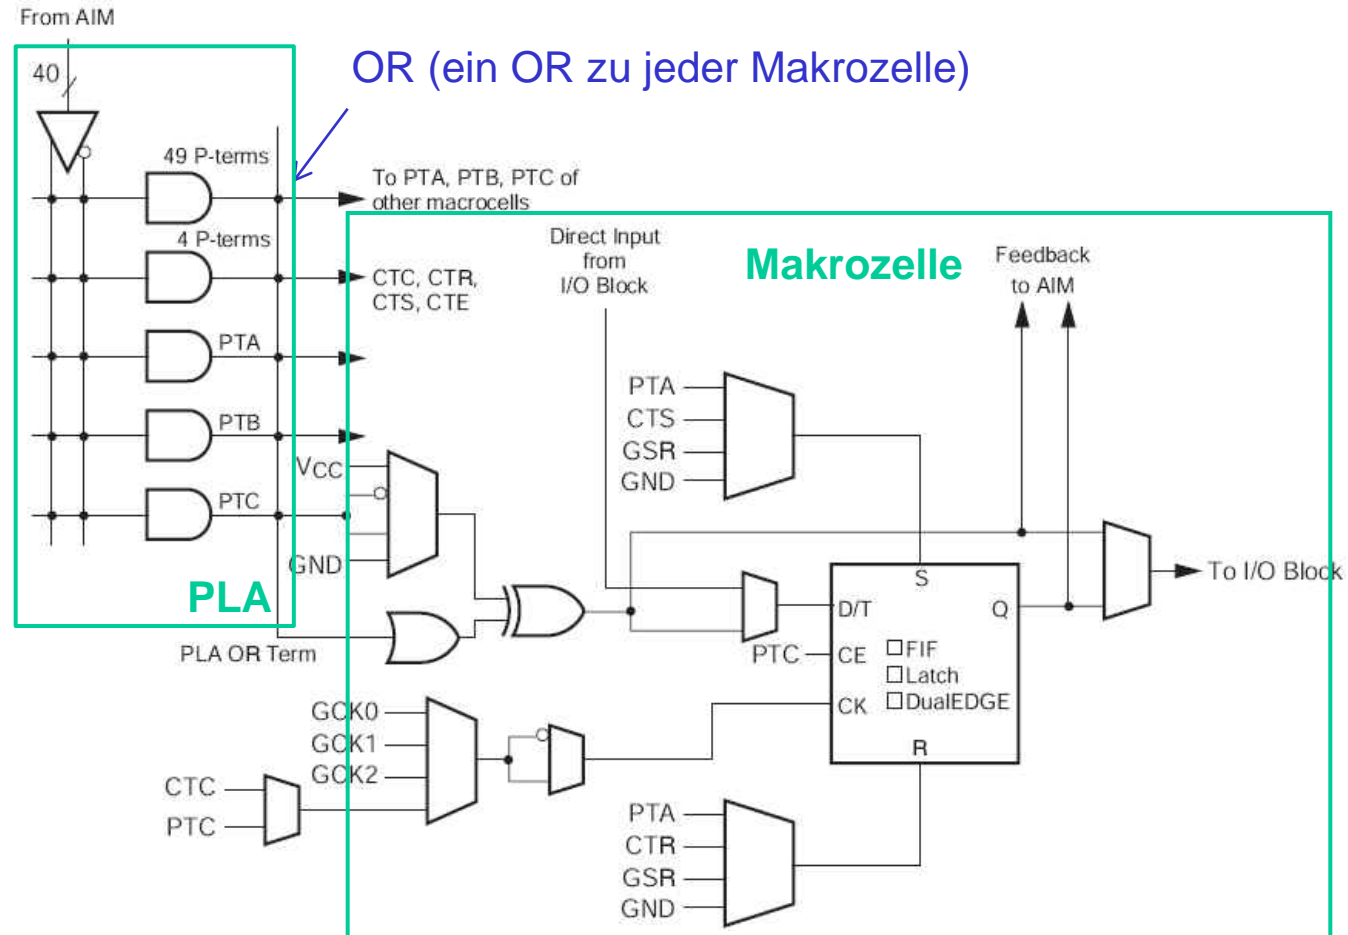 From AIM
40
OR (ein OR zu jeder Makrozelle)
49 P-terms
To PTA, PTB, PTC of
other macrocells
4 P-terms
CTC, CTR,
CTS, CTE
Direct Input
from
I/O Block
Makrozelle
Feedback
to AIM
PTA
PTB
PTC
PLA
VCC
GND
PLA OR Term
PTA
CTS
GSR
GND
S
D/T
Q
PTC
CE
FIF
Latch
CK
DualEDGE
R
To I/O Block
GCK0
GCK1
GCK2
CTC
PTC
PTA
CTR
GSR
GND